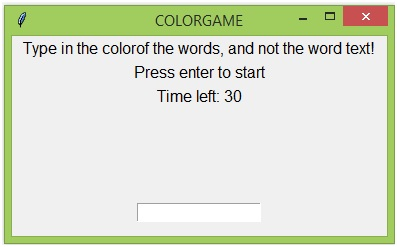 COLORGAME
Type in the colorof the words, and not the word text!
Press enter to start
Time left: 30